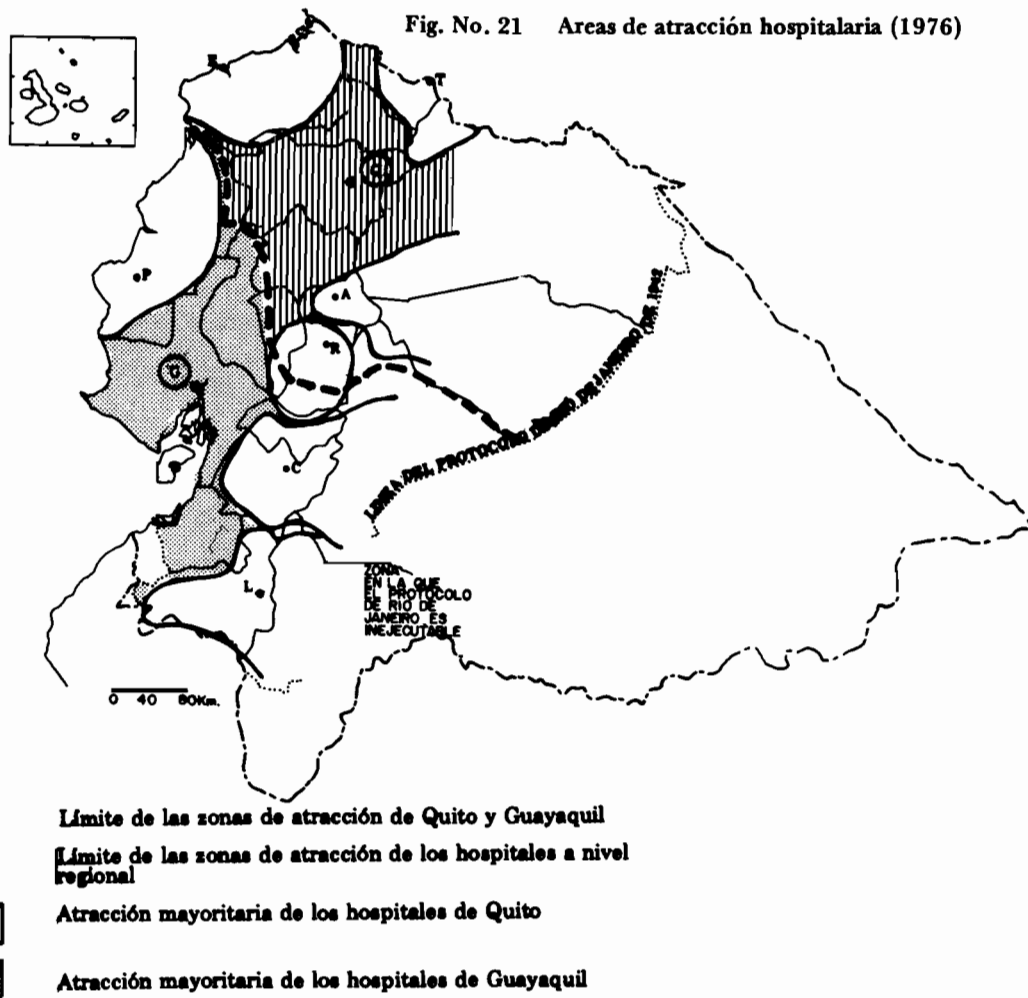 Fig. No. 21 Areas de atracción hospitalaria (1976)
E
T
P
A
R
G
C
L
LINEA DEL PROTOCOLO DE RIO DE JANEIRO DE 1942
ZONA
EN LA QUE
EL PROTOCOLO
DE RIO DE
JANEIRO ES
INEJECUTABLE
0 40 80Km.
Límite de las zonas de atracción de Quito y Guayaquil
Límite de las zonas de atracción de los hospitales a nivel
regional
Atracción mayoritaria de los hospitales de Quito
Atracción mayoritaria de los hospitales de Guayaquil